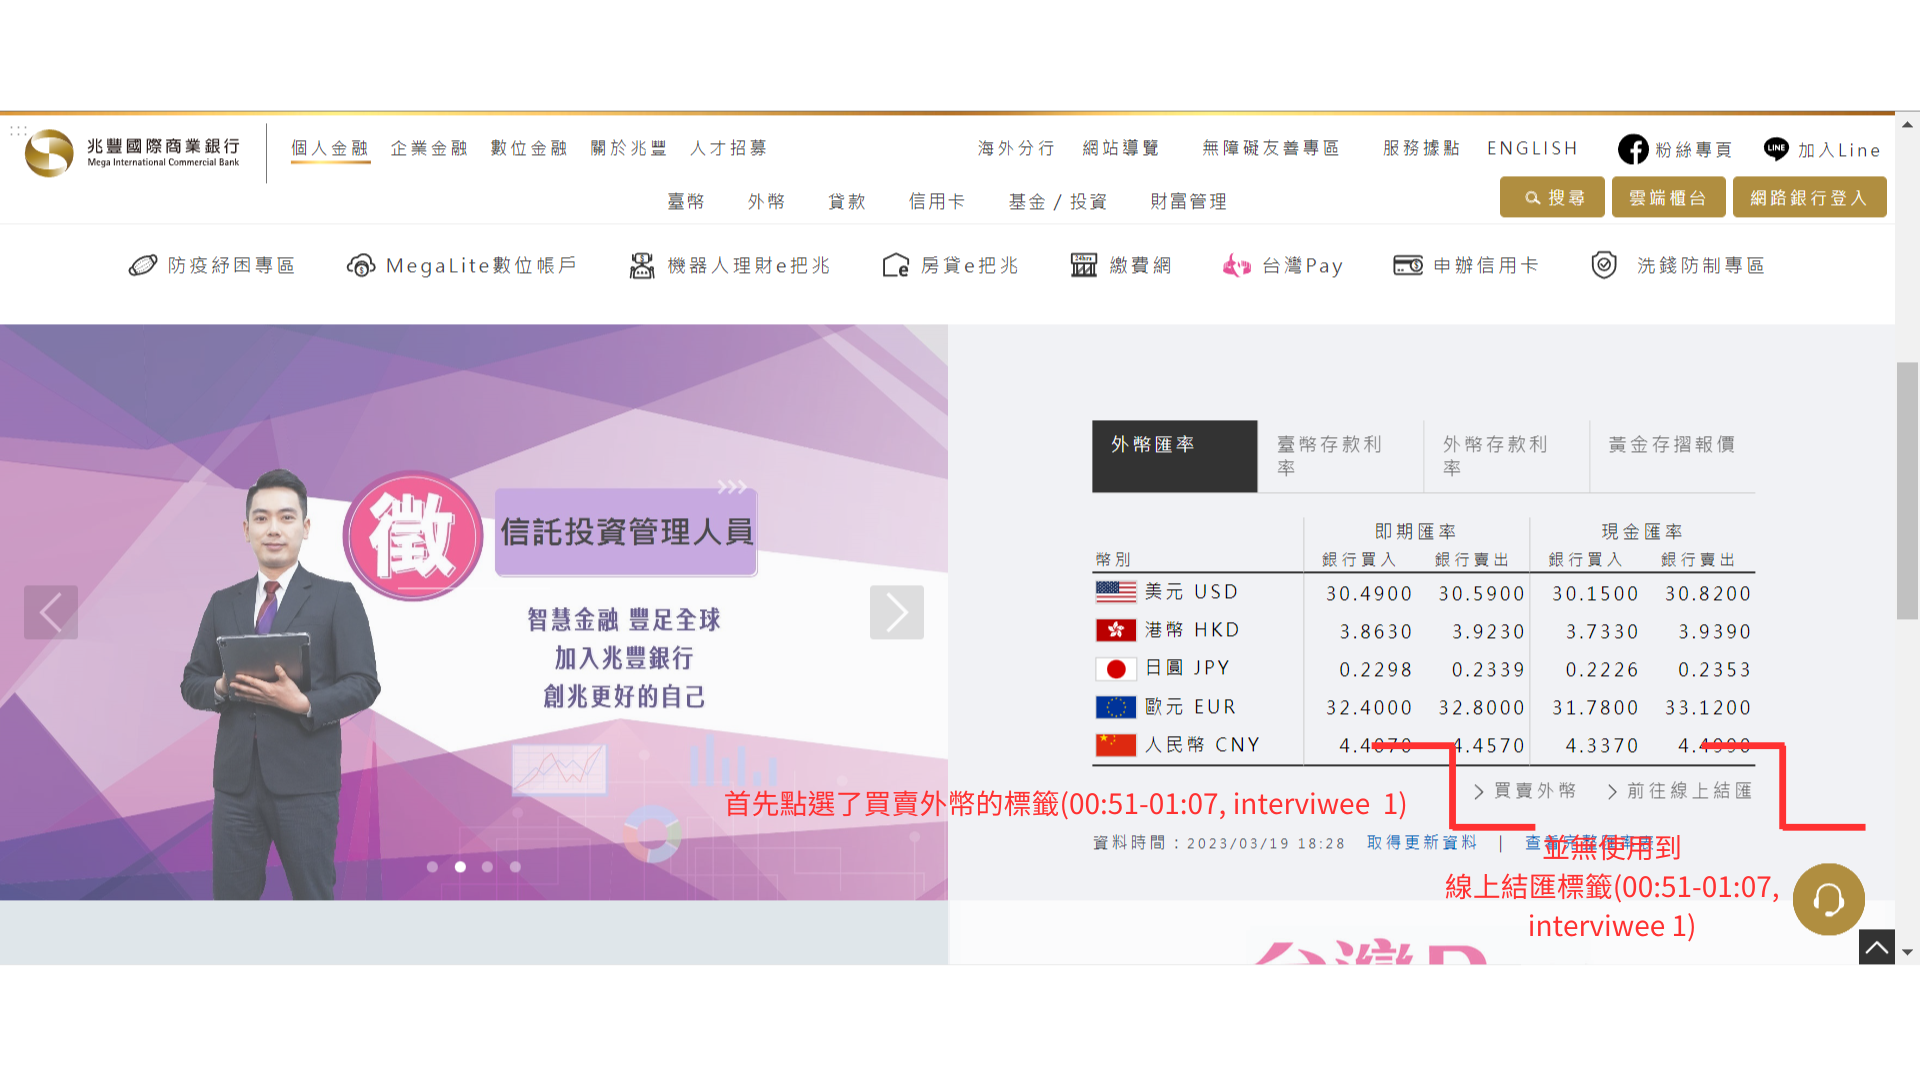 兆豐國際商業銀行
Mega International Commercial Bank
個人金融 企業金融 數位金融 關於兆豐 人才招募
海外分行 網站導覽 無障礙友善專區 服務據點 ENGLISH 粉絲專頁 LINE 加入Line
臺幣 外幣 貸款 信用卡 基金 / 投資 財富管理
搜尋 雲端櫃台 網路銀行登入
防疫紓困專區 MegaLite數位帳戶 機器人理財e把兆 房貸e把兆 24hrs 繳費網 台灣Pay 申辦信用卡 洗錢防制專區
徵
信託投資管理人員
智慧金融 豐足全球
加入兆豐銀行
創兆更好的自己
外幣匯率 臺幣存款利率 外幣存款利率 黃金存摺報價
即期匯率 現金匯率
幣別 銀行買入 銀行賣出 銀行買入 銀行賣出
美元 USD 30.4900 30.5900 30.1500 30.8200
港幣 HKD 3.8630 3.9230 3.7330 3.9390
日圓 JPY 0.2298 0.2339 0.2226 0.2353
歐元 EUR 32.4000 32.8000 31.7800 33.1200
人民幣 CNY 4.4070 4.4570 4.3370 4.4990
買賣外幣 前往線上結匯
首先點選了買賣外幣的標籤(00:51-01:07, interviwee 1)
資料時間：2023/03/19 18:28 取得更新資料 |
並無使用到
線上結匯標籤(00:51-01:07,
interviwee 1)